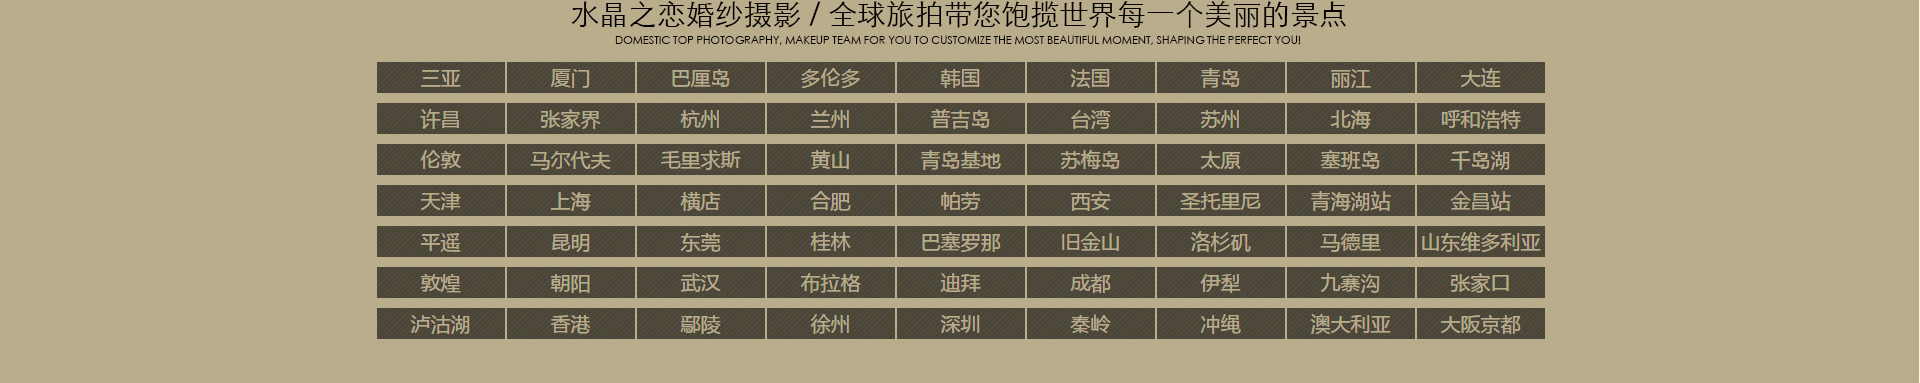 水晶之恋婚纱摄影 / 全球旅拍带您饱揽世界每一个美丽的景点
DOMESTIC TOP PHOTOGRAPHY, MAKEUP TEAM FOR YOU TO CUSTOMIZE THE MOST BEAUTIFUL MOMENT, SHAPING THE PERFECT YOU!
三亚 厦门 巴厘岛 多伦多 韩国 法国 青岛 丽江 大连
许昌 张家界 杭州 兰州 普吉岛 台湾 苏州 北海 呼和浩特
伦敦 马尔代夫 毛里求斯 黄山 青岛基地 苏梅岛 太原 塞班岛 千岛湖
天津 上海 横店 合肥 帕劳 西安 圣托里尼 青海湖站 金昌站
平遥 昆明 东莞 桂林 巴塞罗那 旧金山 洛杉矶 马德里 山东维多利亚
敦煌 朝阳 武汉 布拉格 迪拜 成都 伊犁 九寨沟 张家口
泸沽湖 香港 鄢陵 徐州 深圳 秦岭 冲绳 澳大利亚 大阪京都